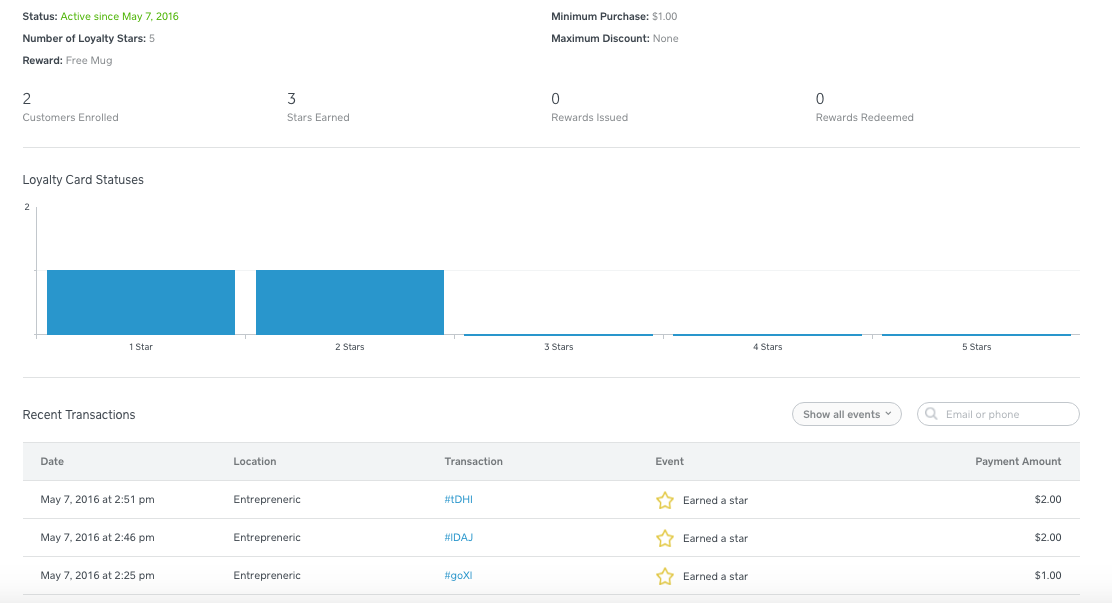 Status: Active since May 7, 2016
Minimum Purchase: $1.00
Number of Loyalty Stars: 5
Maximum Discount: None
Reward: Free Mug
2
3
0
0
Customers Enrolled
Stars Earned
Rewards Issued
Rewards Redeemed
Loyalty Card Statuses
2
1 Star
2 Stars
3 Stars
4 Stars
5 Stars
Recent Transactions
Show all events
Email or phone
Date Location Transaction Event Payment Amount
May 7, 2016 at 2:51 pm Entrepreneric #tDHI Earned a star $2.00
May 7, 2016 at 2:46 pm Entrepreneric #IDAJ Earned a star $2.00
May 7, 2016 at 2:25 pm Entrepreneric #goXI Earned a star $1.00